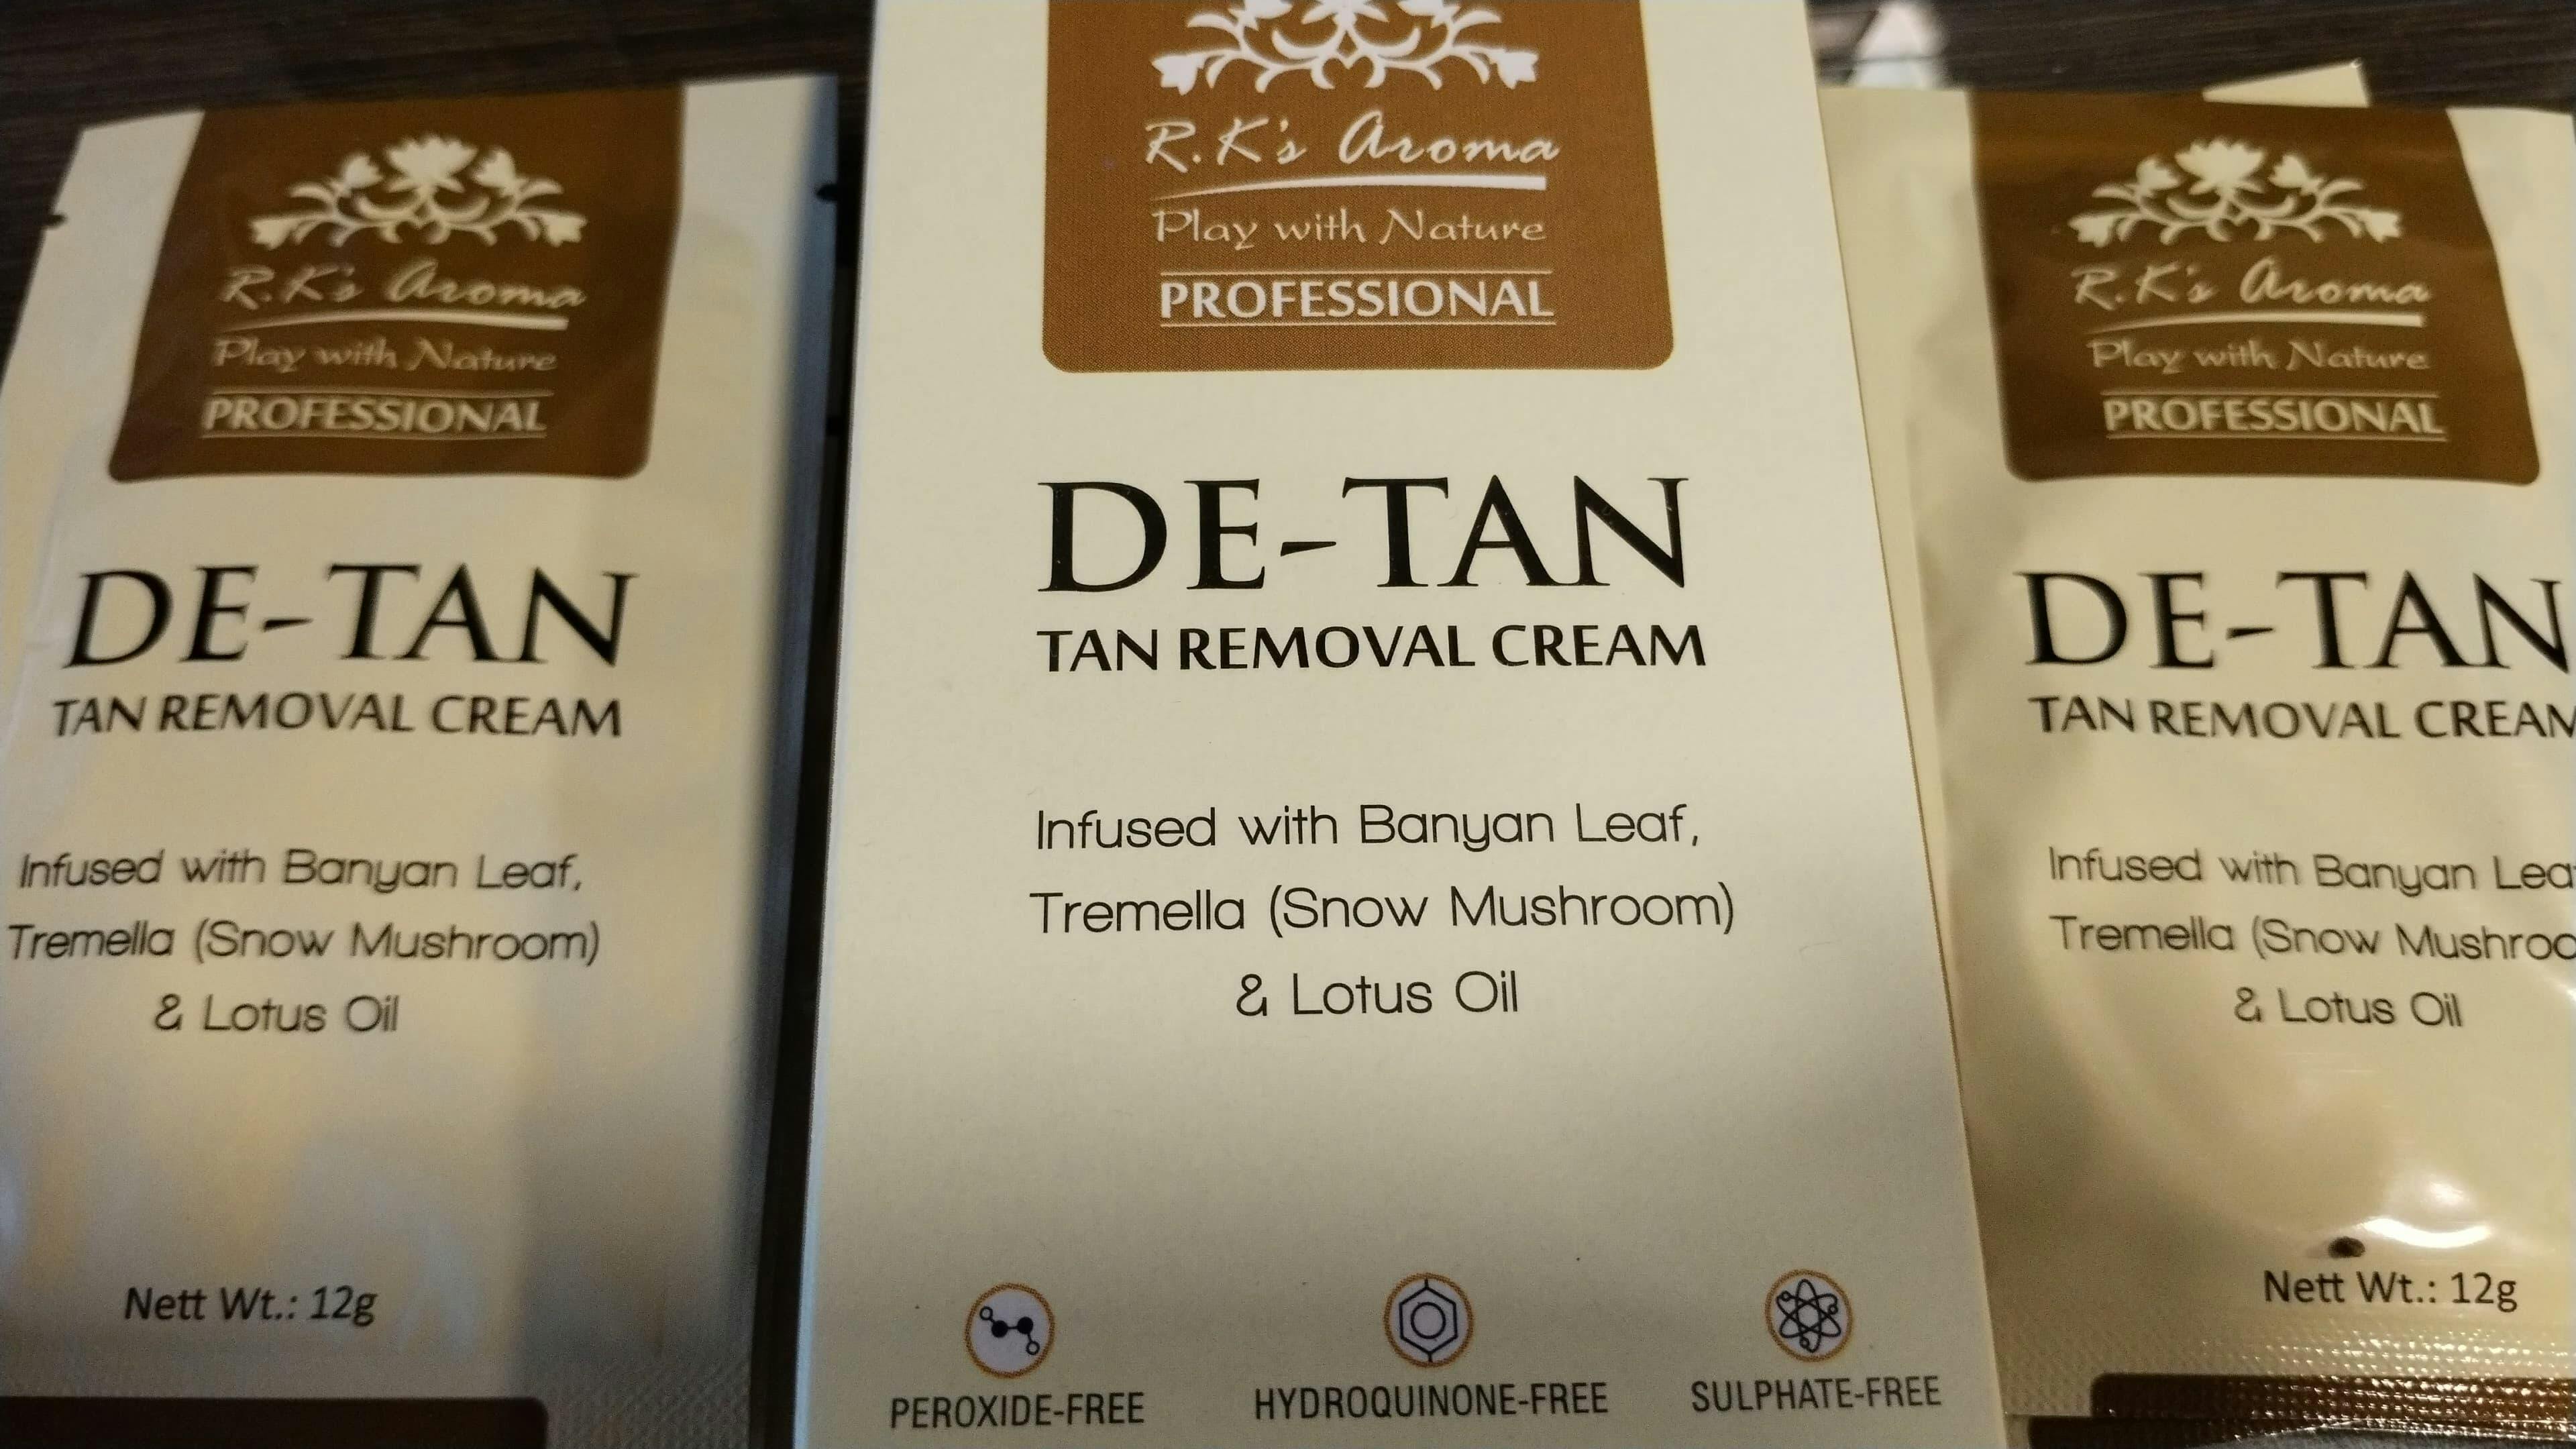 R.K's Aroma
Play with Nature
PROFESSIONAL
DE-TAN
TAN REMOVAL CREAM
Infused with Banyan Leaf,
Tremella (Snow Mushroom)
& Lotus Oil
Nett Wt.: 12g
R.K's Aroma
Play with Nature
PROFESSIONAL
DE-TAN
TAN REMOVAL CREAM
Infused with Banyan Leaf,
Tremella (Snow Mushroom)
& Lotus Oil
PEROXIDE-FREE
HYDROQUINONE-FREE
SULPHATE-FREE
R.K's Aroma
Play with Nature
PROFESSIONAL
DE-TAN
TAN REMOVAL CREAM
Infused with Banyan Lea
Tremella (Snow Mushroo
& Lotus Oil
Nett Wt.: 12g